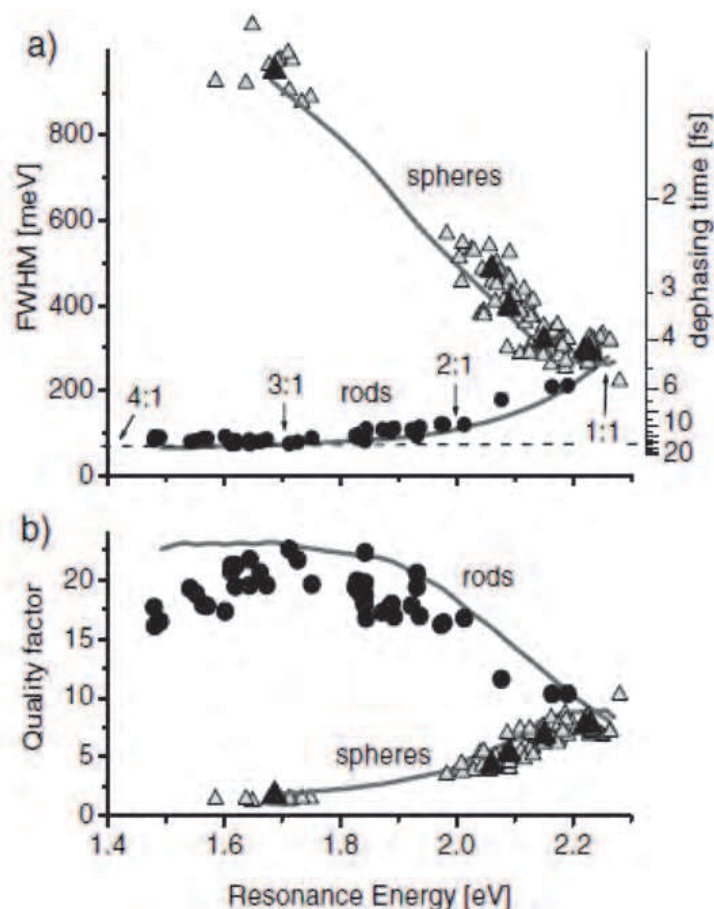 a)
FWHM [meV]
800
600
400
200
0
spheres
rods
4:1
3:1
2:1
1:1
dephasing time [fs]
2
3
4
6
10
20
b)
Quality factor
20
15
10
5
0
rods
spheres
1.4 1.6 1.8 2.0 2.2
Resonance Energy [eV]